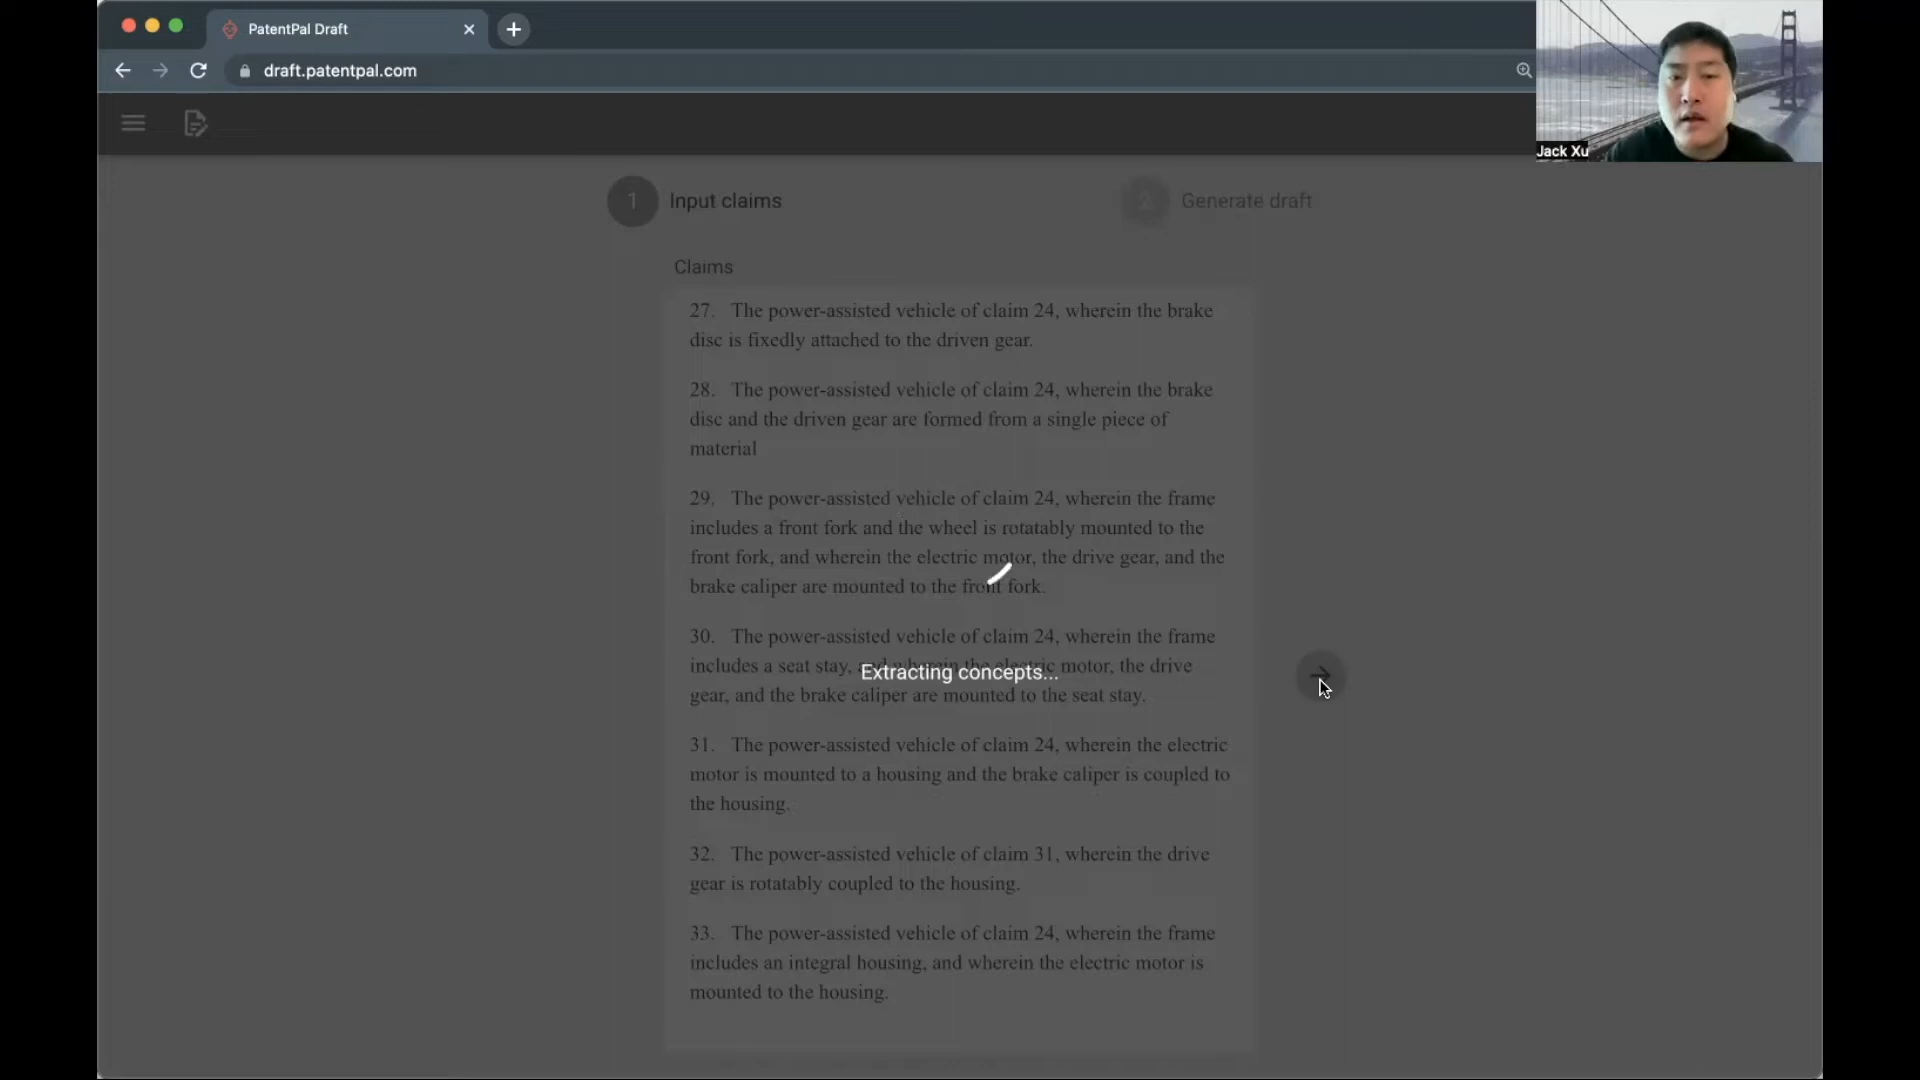 PatentPal Draft
draft.patentpal.com
Jack Xu
1 Input claims
2 Generate draft
Claims
27. The power-assisted vehicle of claim 24, wherein the brake
disc is fixedly attached to the driven gear.
28. The power-assisted vehicle of claim 24, wherein the brake
disc and the driven gear are formed from a single piece of
material
29. The power-assisted vehicle of claim 24, wherein the frame
includes a front fork and the wheel is rotatably mounted to the
front fork, and wherein the electric motor, the drive gear, and the
brake caliper are mounted to the front fork.
30. The power-assisted vehicle of claim 24, wherein the frame
includes a seat stay, and wherein the electric motor, the drive
Extracting concepts...
gear, and the brake caliper are mounted to the seat stay.
31. The power-assisted vehicle of claim 24, wherein the electric
motor is mounted to a housing and the brake caliper is coupled to
the housing.
32. The power-assisted vehicle of claim 31, wherein the drive
gear is rotatably coupled to the housing.
33. The power-assisted vehicle of claim 24, wherein the frame
includes an integral housing, and wherein the electric motor is
mounted to the housing.